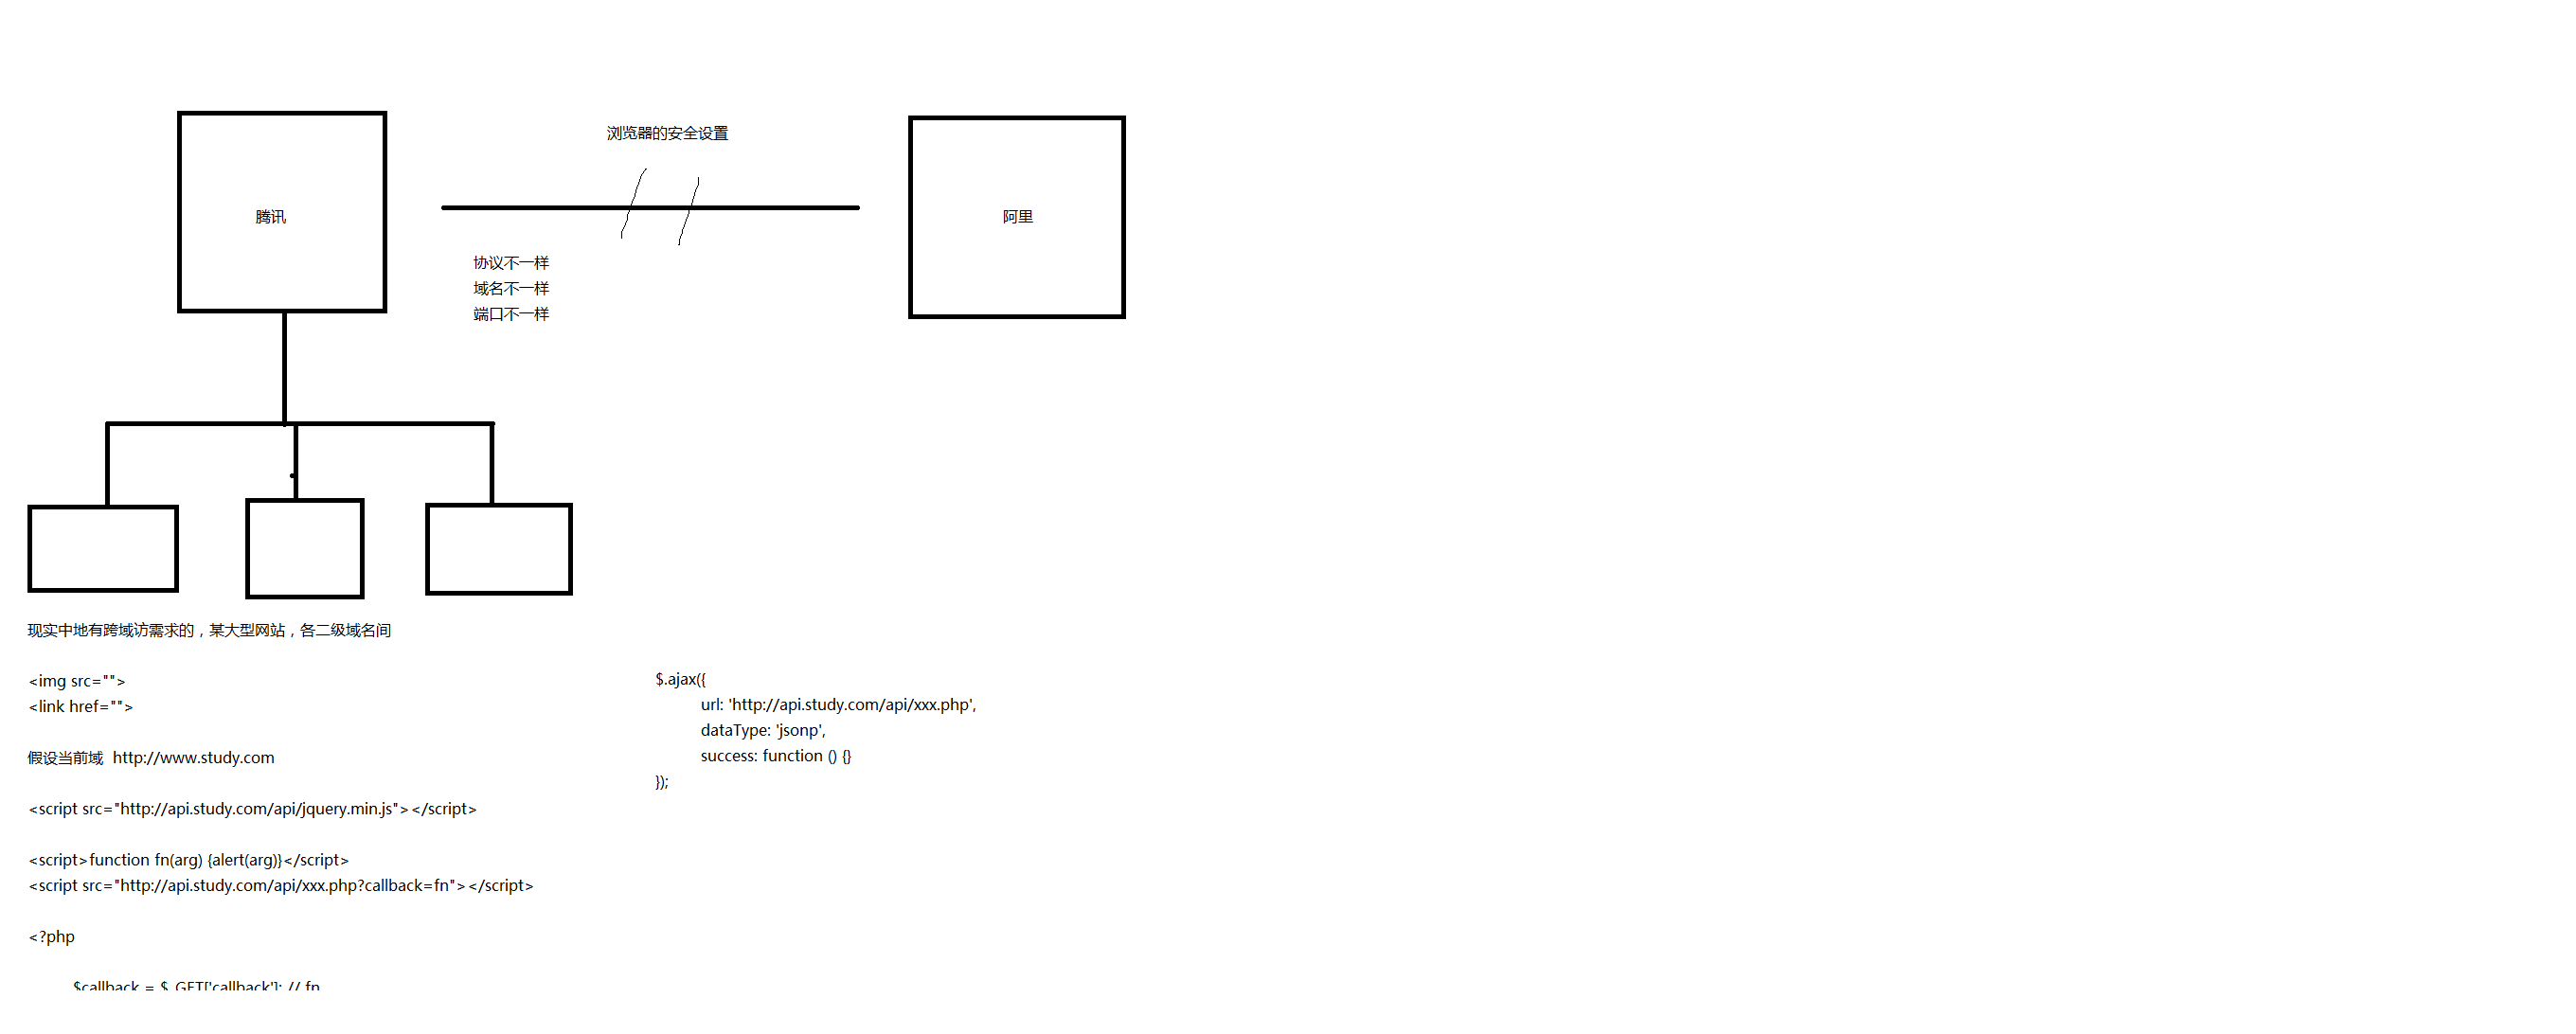 浏览器的安全设置
腾讯
阿里
协议不一样
域名不一样
端口不一样
现实中地有跨域访需求的，某大型网站，各二级域名间
<img src="">
<link href="">
假设当前域  http://www.study.com
<script src="http://api.study.com/api/jquery.min.js"></script>
<script>function fn(arg) {alert(arg)}</script>
<script src="http://api.study.com/api/xxx.php?callback=fn"></script>
<?php
$callback = $_GET['callback']; // fn
$.ajax({
url: 'http://api.study.com/api/xxx.php',
dataType: 'jsonp',
success: function () {}
});